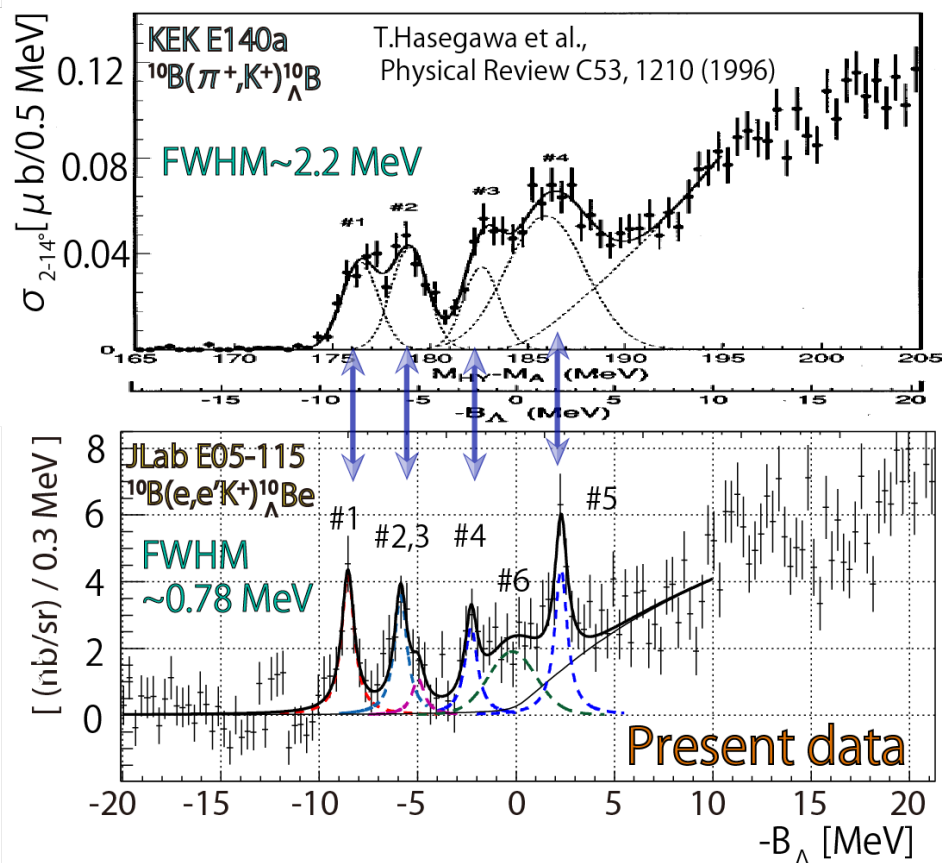 KEK E140a
¹⁰B(π⁺,K⁺)¹⁰ΛB
T.Hasegawa et al.,
Physical Review C53, 1210 (1996)
FWHM~2.2 MeV
σ2-14°[μb/0.5 MeV]
0.12
0.08
0.04
0
#1
#2
#3
#4
165
170
175
180
185
190
195
200
205
MHY-MA (MeV)
-15
-10
-5
0
5
10
15
20
-BΛ (MeV)
JLab E05-115
¹⁰B(e,e'K⁺)¹⁰ΛBe
FWHM
~0.78 MeV
[(nb/sr) / 0.3 MeV]
8
6
4
2
0
#1
#2,3
#4
#6
#5
Present data
-20
-15
-10
-5
0
5
10
15
20
-BΛ [MeV]